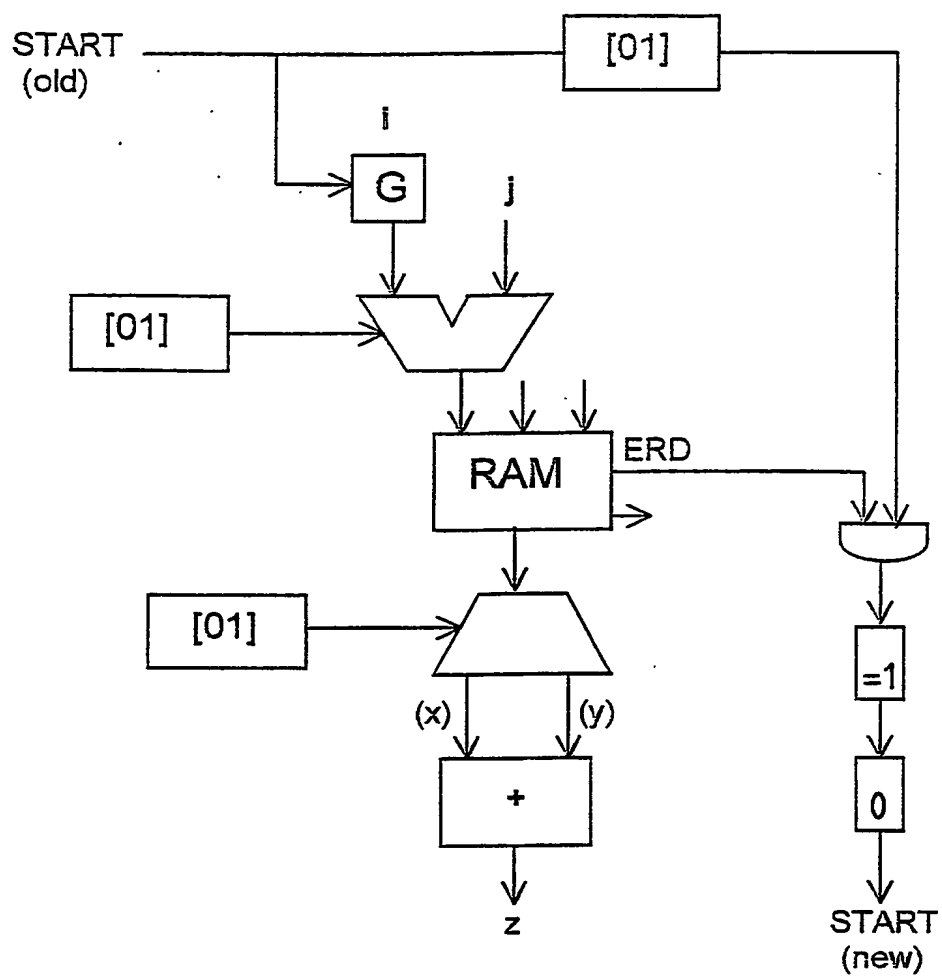 START
(old)
[01]
i
G
j
[01]
RAM
ERD
[01]
(x)
(y)
=1
+
0
z
START
(new)